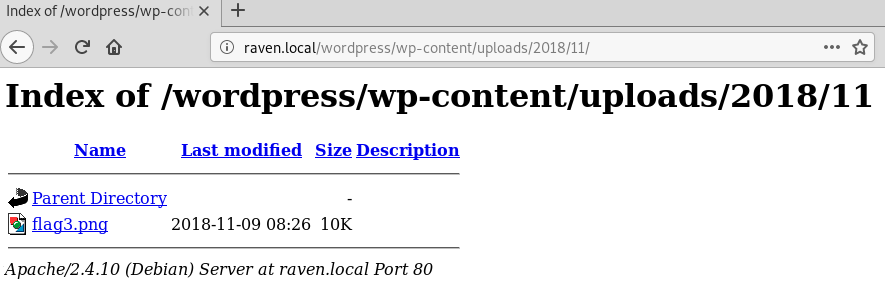 Index of /wordpress/wp-cont
raven.local/wordpress/wp-content/uploads/2018/11/
Index of /wordpress/wp-content/uploads/2018/11
Name Last modified Size Description
Parent Directory -
flag3.png 2018-11-09 08:26 10K
Apache/2.4.10 (Debian) Server at raven.local Port 80